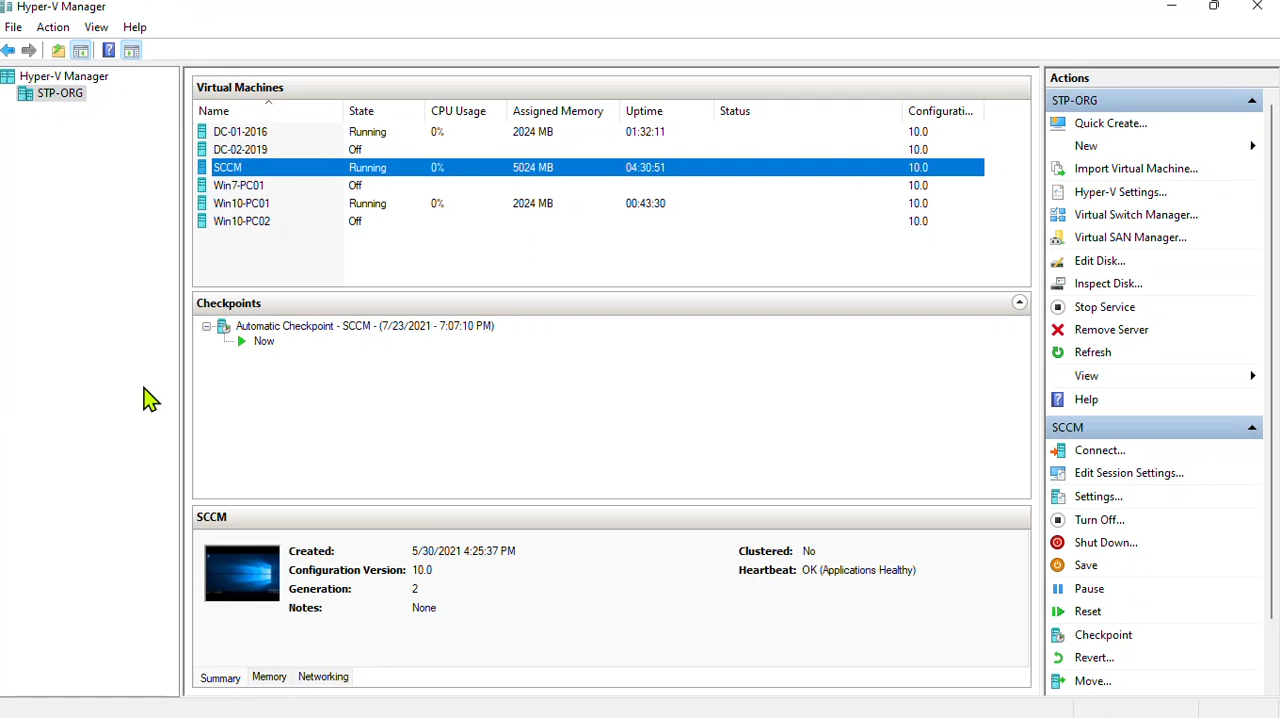 Hyper-V Manager
File Action View Help
Hyper-V Manager
STP-ORG
Virtual Machines
Name State CPU Usage Assigned Memory Uptime Status Configurati...
DC-01-2016 Running 0% 2024 MB 01:32:11 10.0
DC-02-2019 Off 10.0
SCCM Running 0% 5024 MB 04:30:51 10.0
Win7-PC01 Off 10.0
Win10-PC01 Running 0% 2024 MB 00:43:30 10.0
Win10-PC02 Off 10.0
Checkpoints
Automatic Checkpoint - SCCM - (7/23/2021 - 7:07:10 PM)
Now
SCCM
Created: 5/30/2021 4:25:37 PM Clustered: No
Configuration Version: 10.0 Heartbeat: OK (Applications Healthy)
Generation: 2
Notes: None
Summary Memory Networking
Actions
STP-ORG
Quick Create...
New
Import Virtual Machine...
Hyper-V Settings...
Virtual Switch Manager...
Virtual SAN Manager...
Edit Disk...
Inspect Disk...
Stop Service
Remove Server
Refresh
View
Help
SCCM
Connect...
Edit Session Settings...
Settings...
Turn Off...
Shut Down...
Save
Pause
Reset
Checkpoint
Revert...
Move...